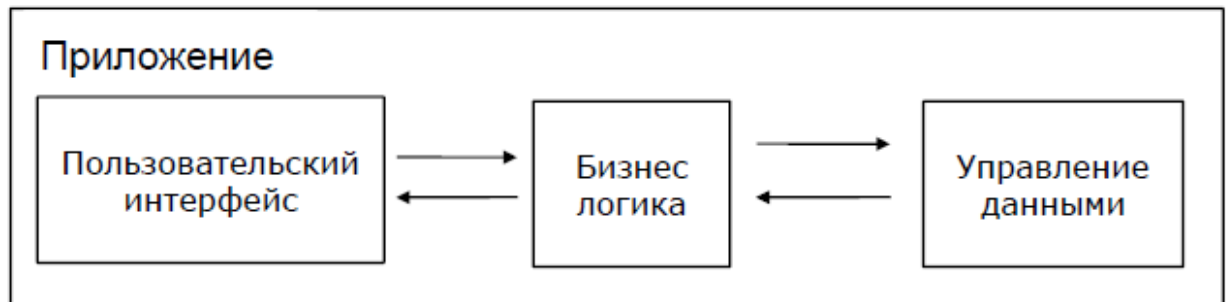 Приложение
Пользовательский
интерфейс
Бизнес
логика
Управление
данными